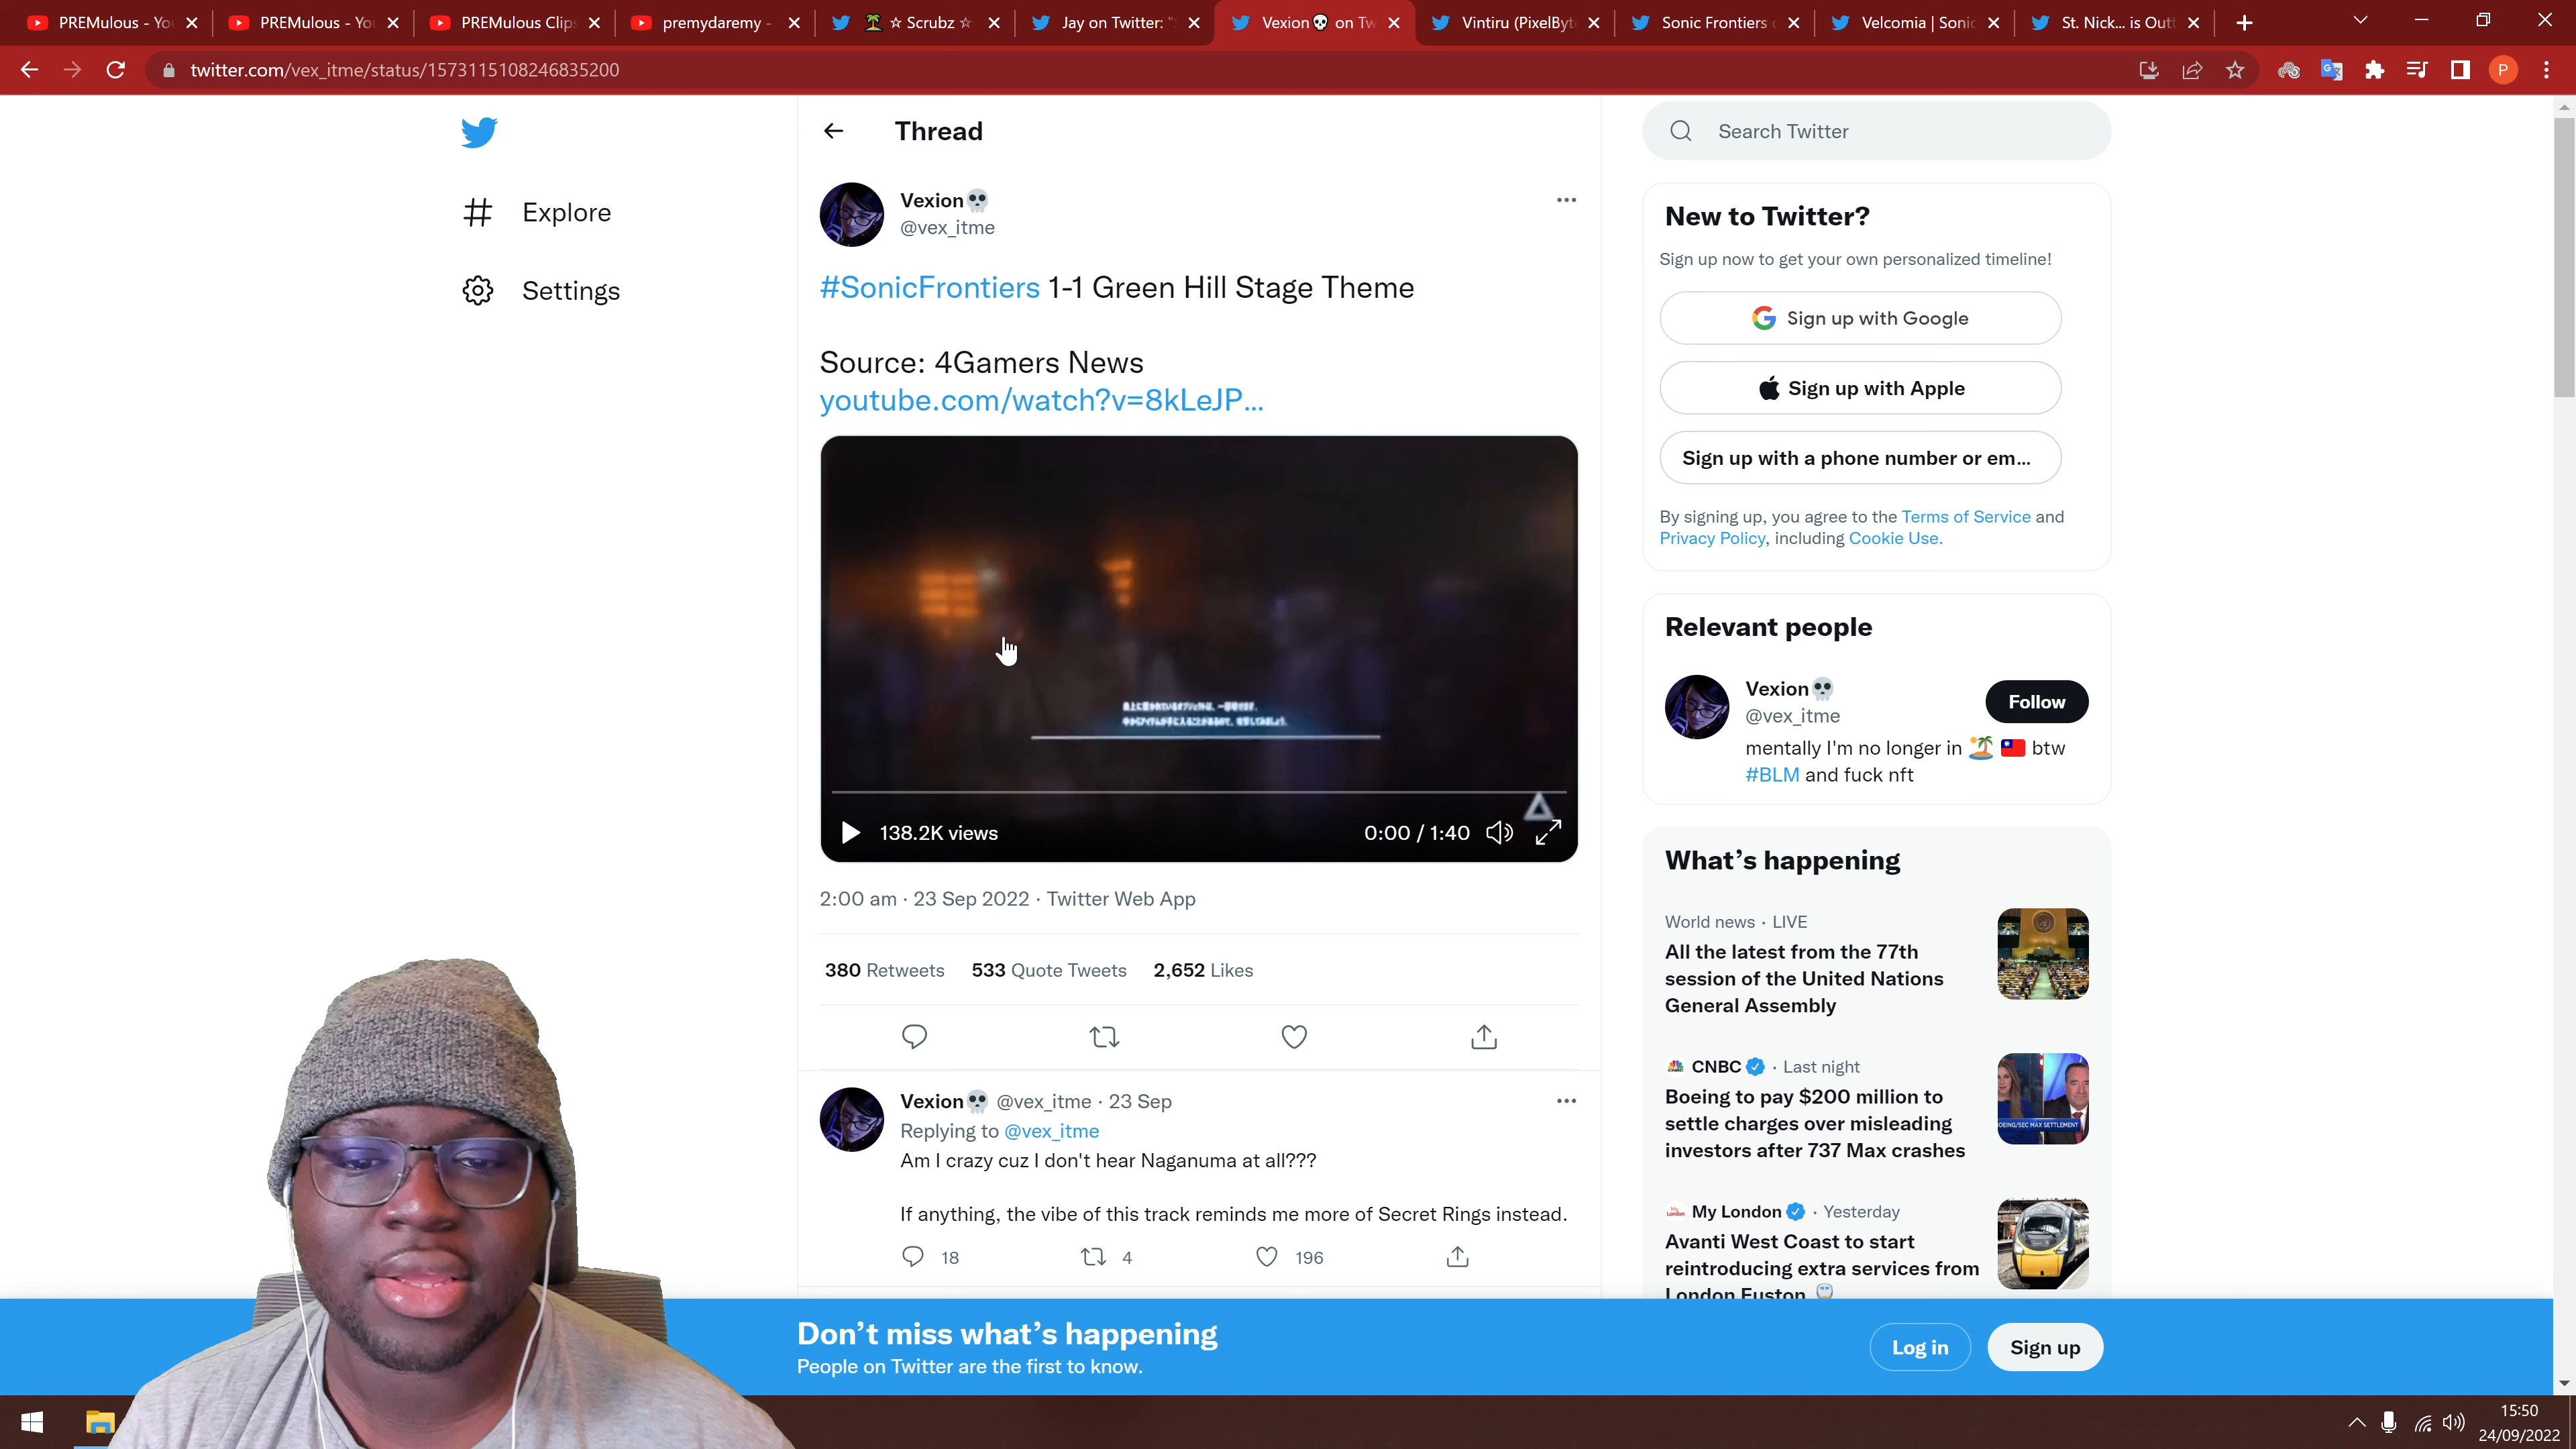 PREMulous - You
PREMulous - You
PREMulous Clips
premydaremy -
☆ Scrubz ☆
Jay on Twitter: "S
Vexion💀 on Tw
Vintiru (PixelByte
Sonic Frontiers
Velcomia | Sonic
St. Nick... is Outt
twitter.com/vex_itme/status/1573115108246835200
P
Thread
Search Twitter
Explore
Settings
Vexion💀
@vex_itme
#SonicFrontiers 1-1 Green Hill Stage Theme
Source: 4Gamers News
youtube.com/watch?v=8kLeJP...
138.2K views
0:00 / 1:40
2:00 am · 23 Sep 2022 · Twitter Web App
380 Retweets 533 Quote Tweets 2,652 Likes
Vexion💀 @vex_itme · 23 Sep
Replying to @vex_itme
Am I crazy cuz I don't hear Naganuma at all???
If anything, the vibe of this track reminds me more of Secret Rings instead.
18 4 196
New to Twitter?
Sign up now to get your own personalized timeline!
Sign up with Google
Sign up with Apple
Sign up with a phone number or em...
By signing up, you agree to the Terms of Service and
Privacy Policy, including Cookie Use.
Relevant people
Vexion💀
@vex_itme
Follow
mentally I'm no longer in 🏝️ 🇹🇼 btw
#BLM and fuck nft
What's happening
World news · LIVE
All the latest from the 77th
session of the United Nations
General Assembly
CNBC · Last night
Boeing to pay $200 million to
settle charges over misleading
investors after 737 Max crashes
My London · Yesterday
Avanti West Coast to start
reintroducing extra services from
London Euston 🚆
Don't miss what's happening
People on Twitter are the first to know.
Log in
Sign up
15:50
24/09/2022